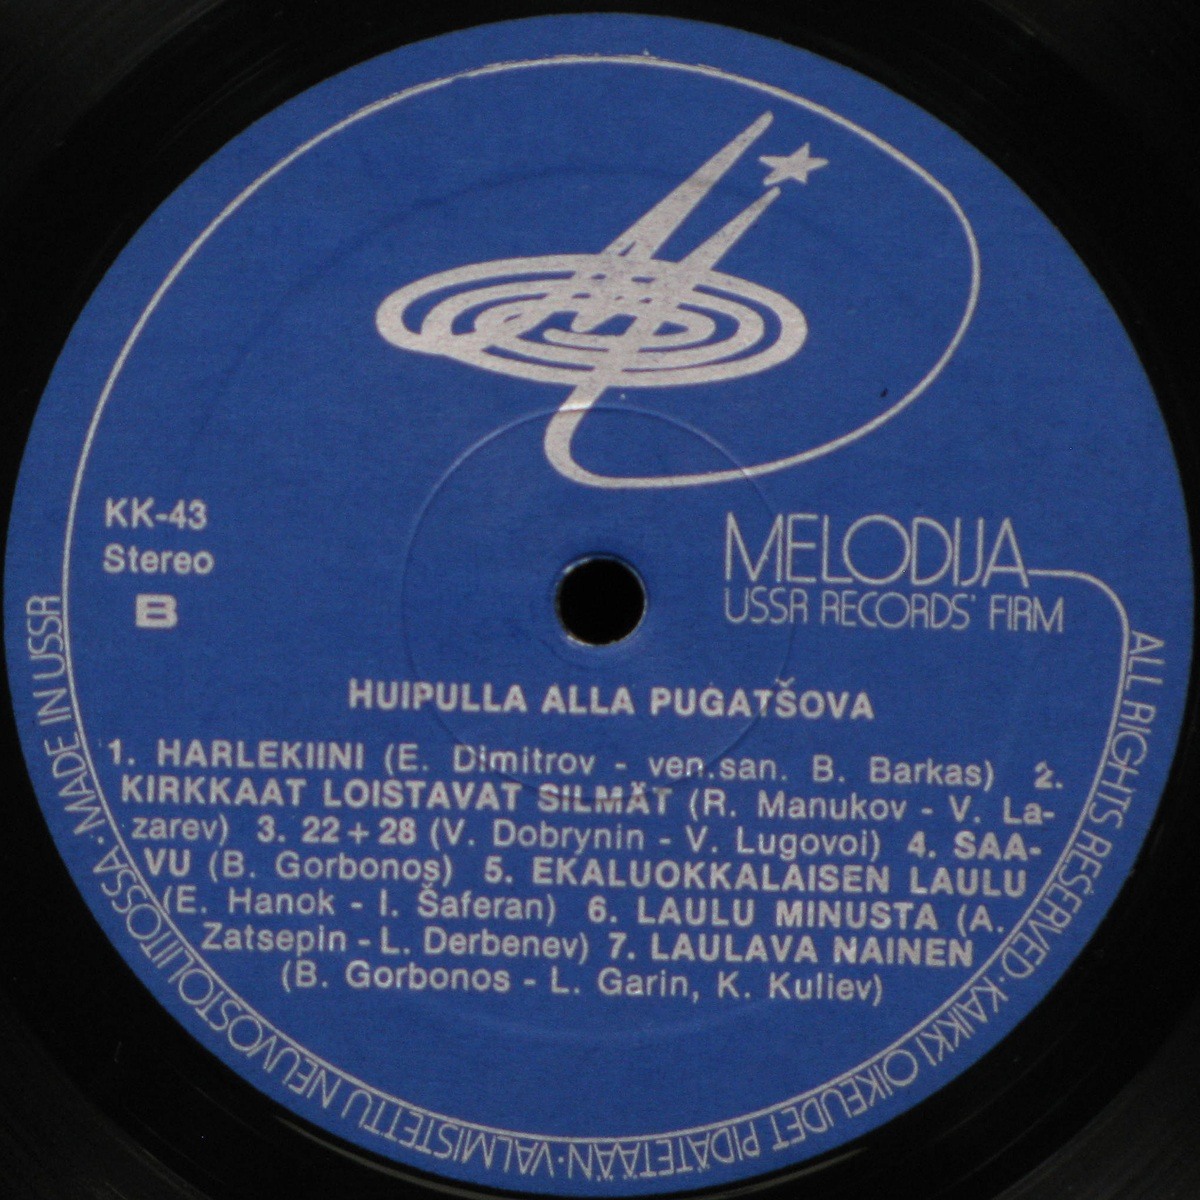 KK-43
Stereo
B
MELODIJA
USSR RECORDS' FIRM
HUIPULLA ALLA PUGATŠOVA
1. HARLEKIINI (E. Dimitrov - ven.san. B. Barkas) 2.
KIRKKAAT LOISTAVAT SILMÄT (R. Manukov - V. La-
zarev) 3. 22+28 (V. Dobrynin - V. Lugovoi) 4. SAA-
VU (B. Gorbonos) 5. EKALUOKKALAISEN LAULU
(E. Hanok - I. Šaferan) 6. LAULU MINUSTA (A.
Zatsepin - L. Derbenev) 7. LAULAVA NAINEN
(B. Gorbonos - L. Garin, K. Kuliev)
ALL RIGHTS RESERVED · KAIKKI OIKEUDET PIDÄTETÄÄN · VALMISTETTU NEUVOSTOLIITOSSA · MADE IN USSR